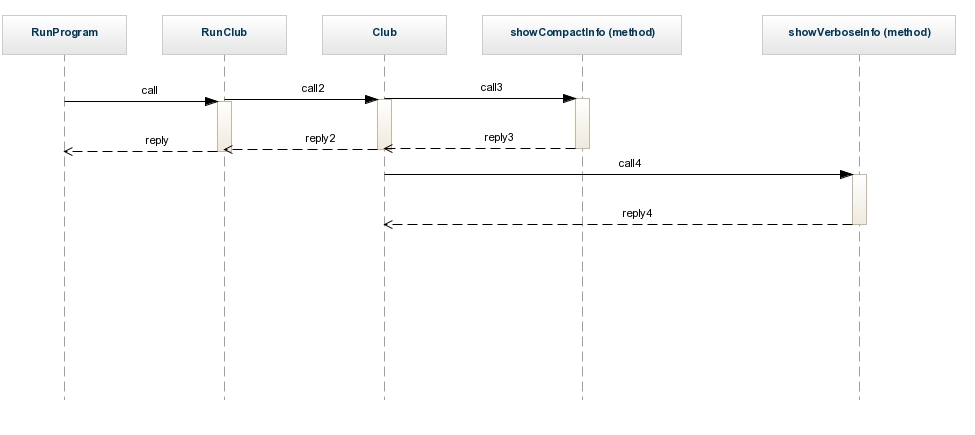 RunProgram
RunClub
Club
showCompactInfo (method)
showVerboseInfo (method)
call
call2
call3
reply
reply2
reply3
call4
reply4